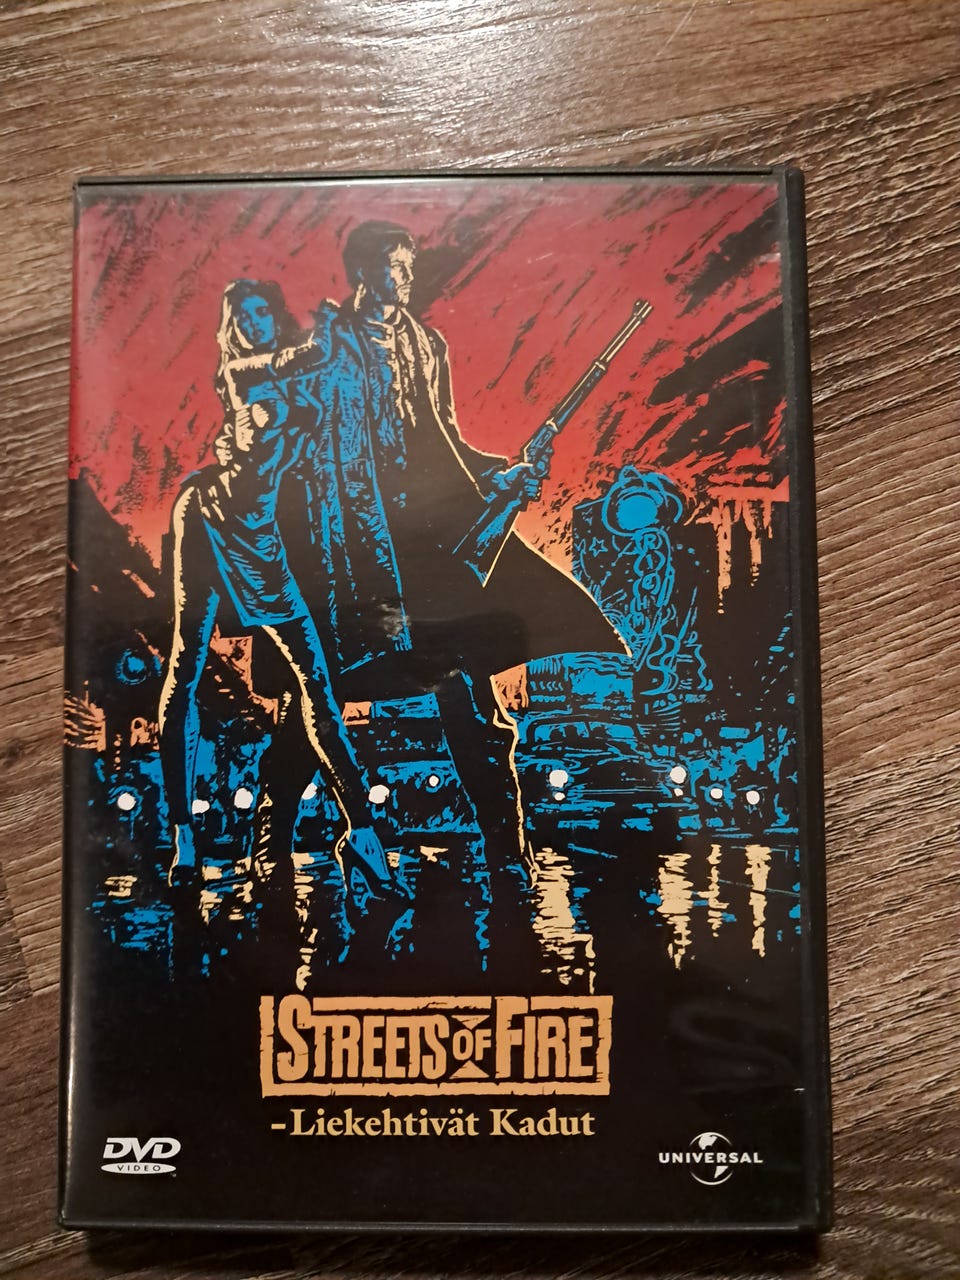 STREETS OF FIRE
-Liekehtivät Kadut
DVD
VIDEO
UNIVERSAL